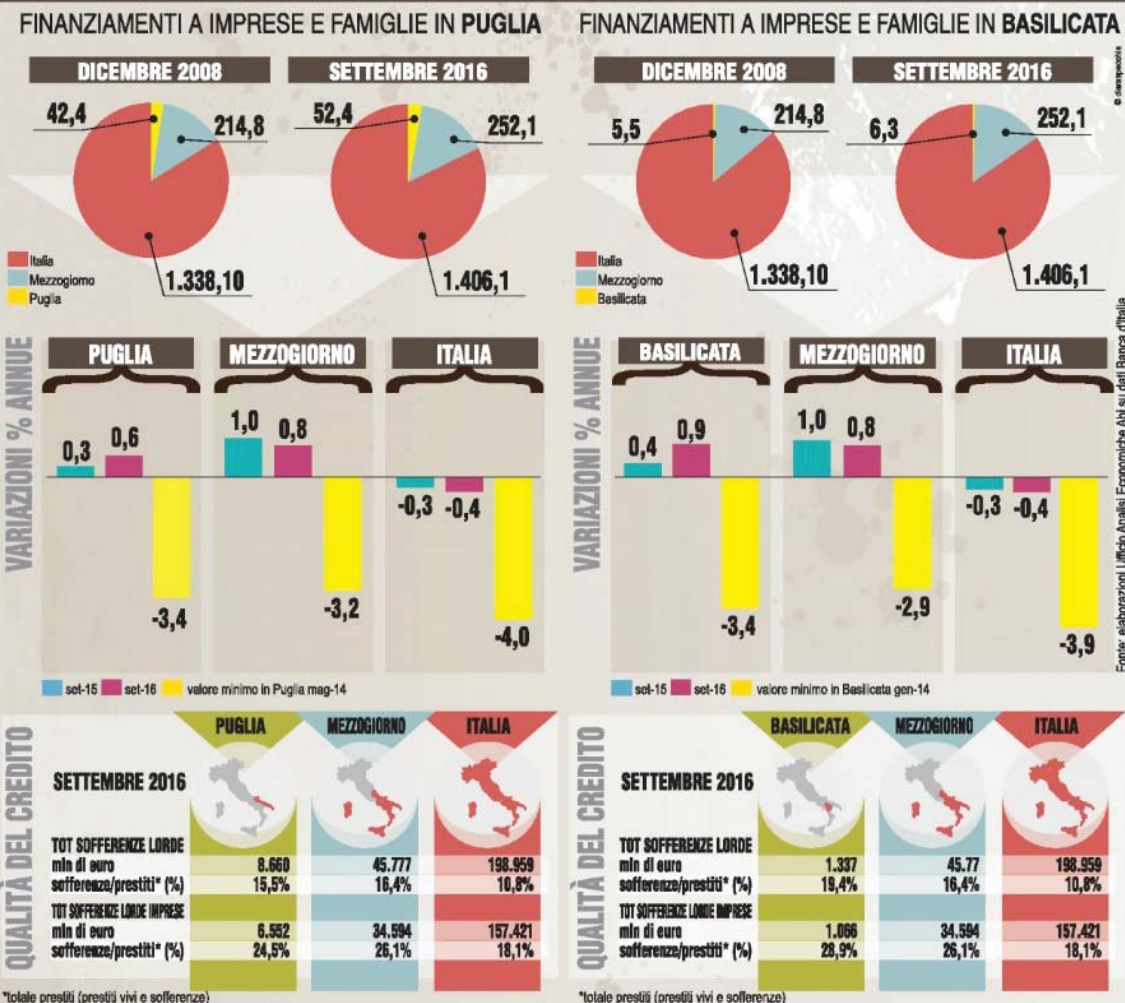 FINANZIAMENTI A IMPRESE E FAMIGLIE IN PUGLIA
DICEMBRE 2008
SETTEMBRE 2016
42,4
214,8
52,4
252,1
1.338,10
1.406,1
Italia
Mezzogiorno
Puglia
VARIAZIONI % ANNUE
PUGLIA
MEZZOGIORNO
ITALIA
0,3
0,6
-3,4
1,0
0,8
-3,2
-0,3
-0,4
-4,0
set-15
set-16
valore minimo in Puglia mag-14
QUALITÀ DEL CREDITO
PUGLIA
MEZZOGIORNO
ITALIA
SETTEMBRE 2016
TOT SOFFERENZE LORDE
mln di euro 8.660 45.777 198.959
sofferenze/prestiti* (%) 15,5% 16,4% 10,8%
TOT SOFFERENZE LORDE IMPRESE
mln di euro 6.552 34.594 157.421
sofferenze/prestiti* (%) 24,5% 26,1% 18,1%
*totale prestiti (prestiti vivi e sofferenze)
FINANZIAMENTI A IMPRESE E FAMIGLIE IN BASILICATA
DICEMBRE 2008
SETTEMBRE 2016
5,5
214,8
6,3
252,1
1.338,10
1.406,1
Italia
Mezzogiorno
Basilicata
VARIAZIONI % ANNUE
BASILICATA
MEZZOGIORNO
ITALIA
0,4
0,9
-3,4
1,0
0,8
-2,9
-0,3
-0,4
-3,9
set-15
set-16
valore minimo in Basilicata gen-14
QUALITÀ DEL CREDITO
BASILICATA
MEZZOGIORNO
ITALIA
SETTEMBRE 2016
TOT SOFFERENZE LORDE
mln di euro 1.337 45.77 198.959
sofferenze/prestiti* (%) 19,4% 16,4% 10,8%
TOT SOFFERENZE LORDE IMPRESE
mln di euro 1.066 34.594 157.421
sofferenze/prestiti* (%) 28,9% 26,1% 18,1%
*totale prestiti (prestiti vivi e sofferenze)
Fonte: elaborazioni Ufficio Analisi Economiche Abi su dati Banca d'Italia